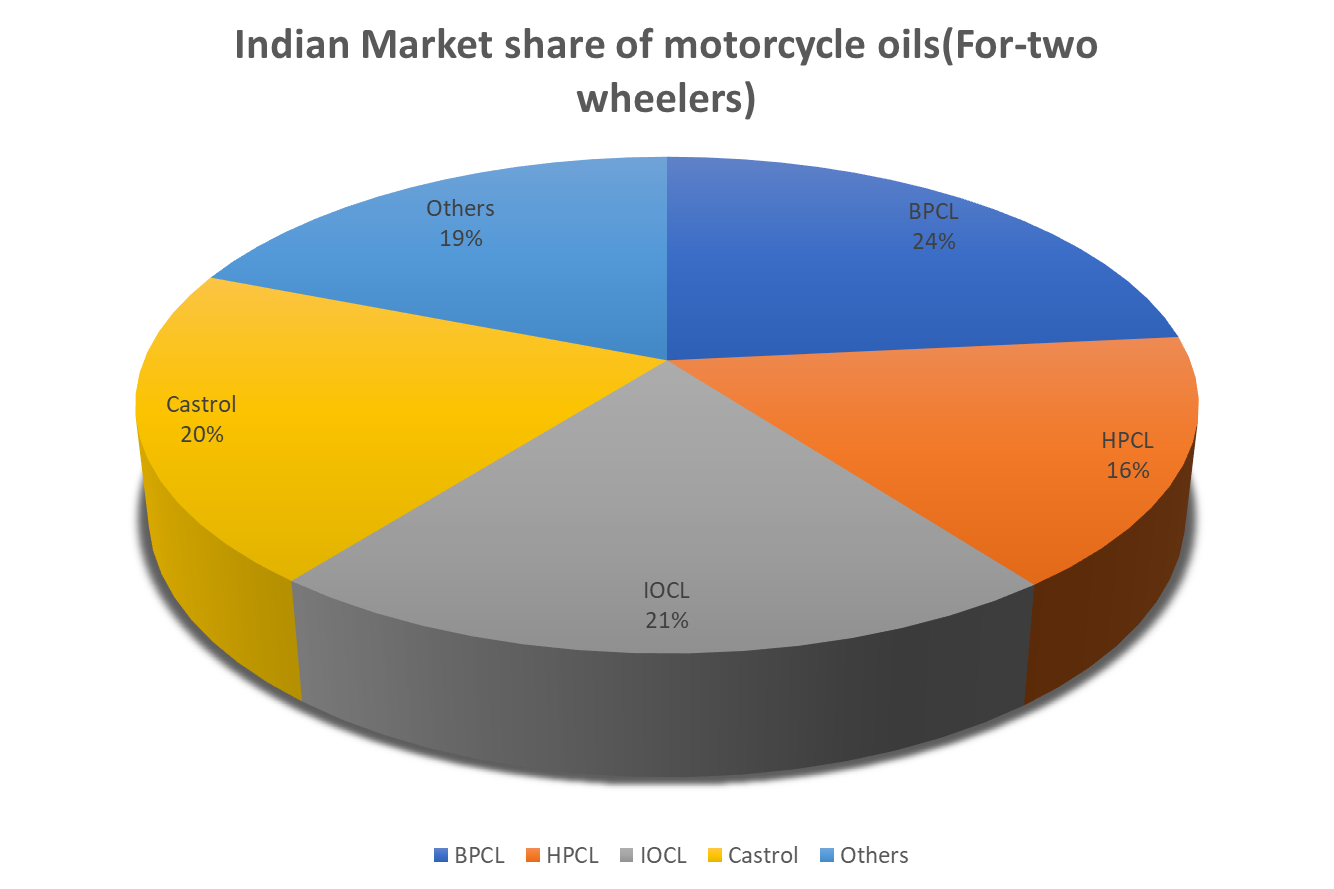 Indian Market share of motorcycle oils(For-two
wheelers)
Others
19%
BPCL
24%
Castrol
20%
HPCL
16%
IOCL
21%
BPCL HPCL IOCL Castrol Others